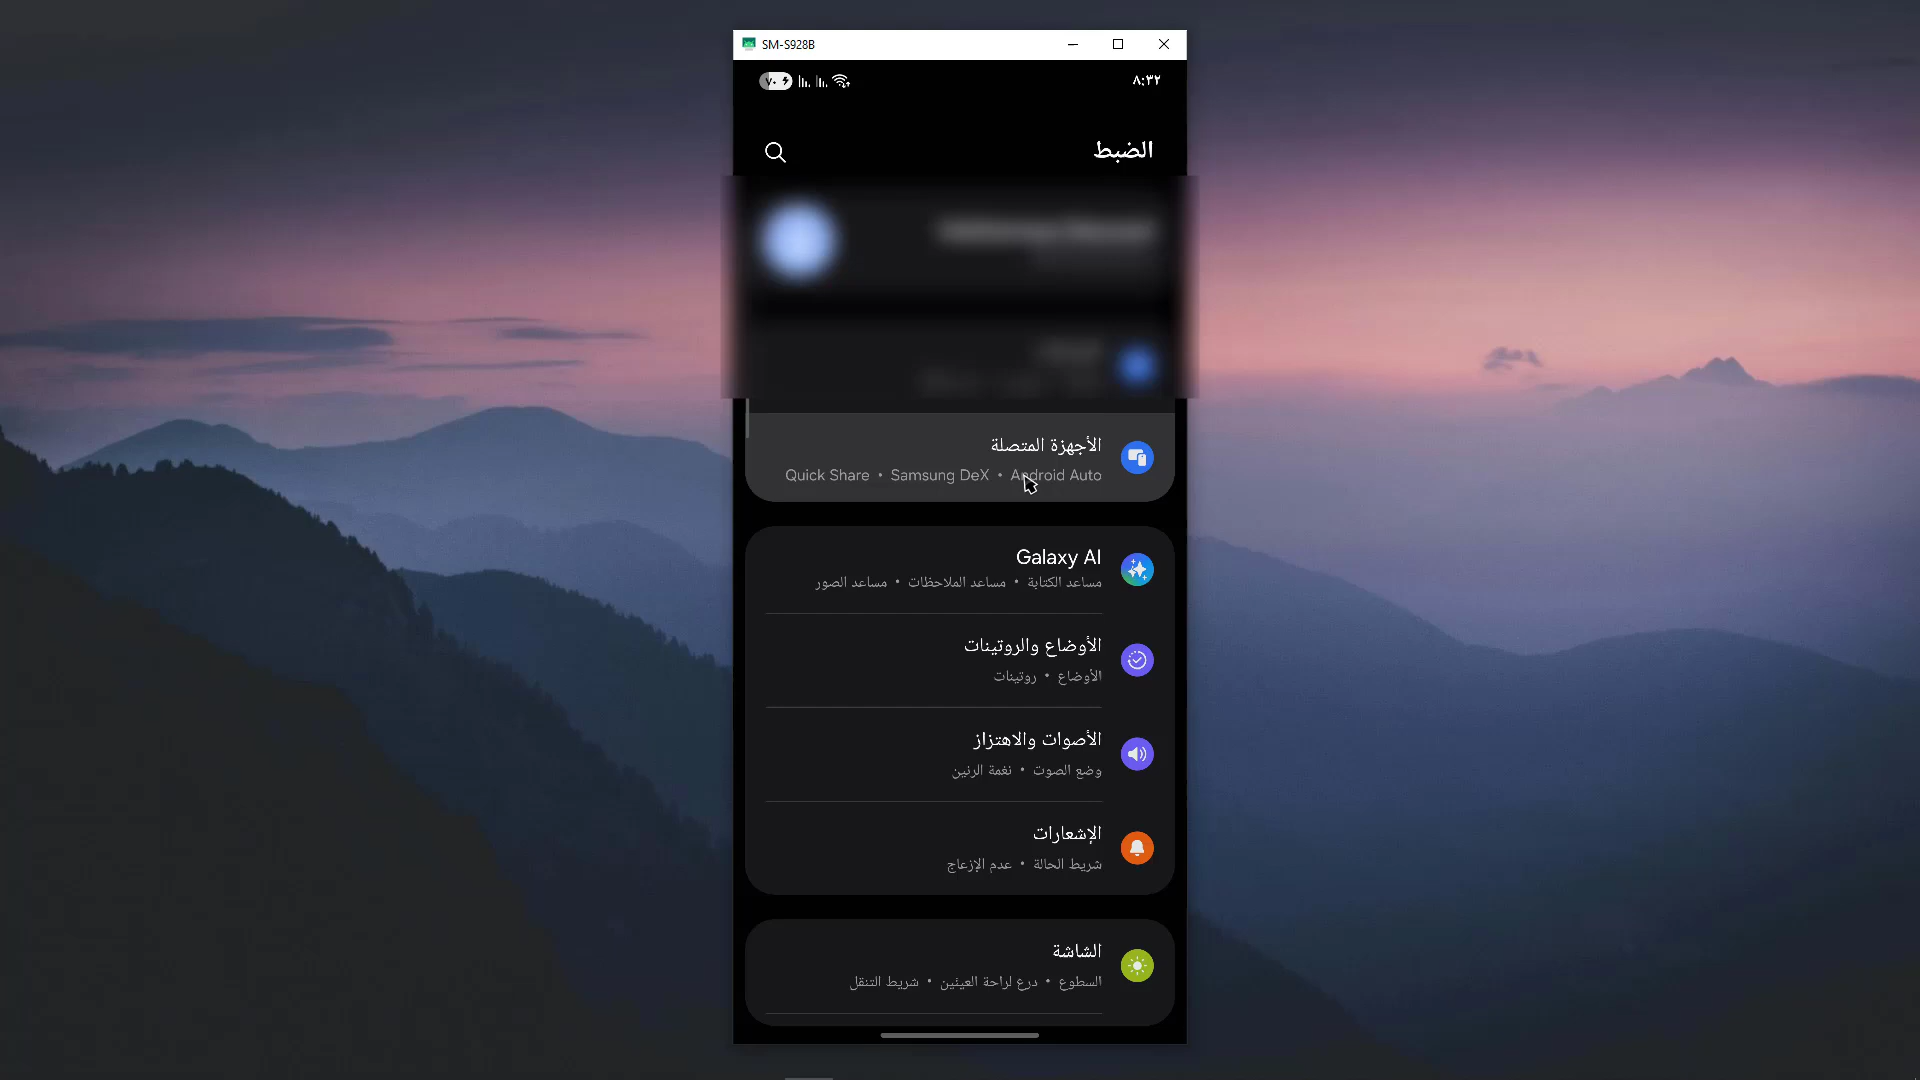 SM-S928B
٨:٣٢
٧٠
الضبط
الأجهزة المتصلة
Quick Share • Samsung DeX • Android Auto
Galaxy AI
مساعد الكتابة • مساعد الملاحظات • مساعد الصور
الأوضاع والروتينات
الأوضاع • روتينات
الأصوات والاهتزاز
وضع الصوت • نغمة الرنين
الإشعارات
شريط الحالة • عدم الإزعاج
الشاشة
السطوع • درع لراحة العينين • شريط التنقل